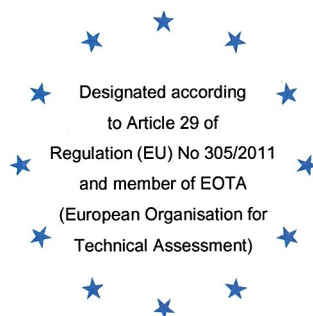 Designated according
to Article 29 of
Regulation (EU) No 305/2011
and member of EOTA
(European Organisation for
Technical Assessment)